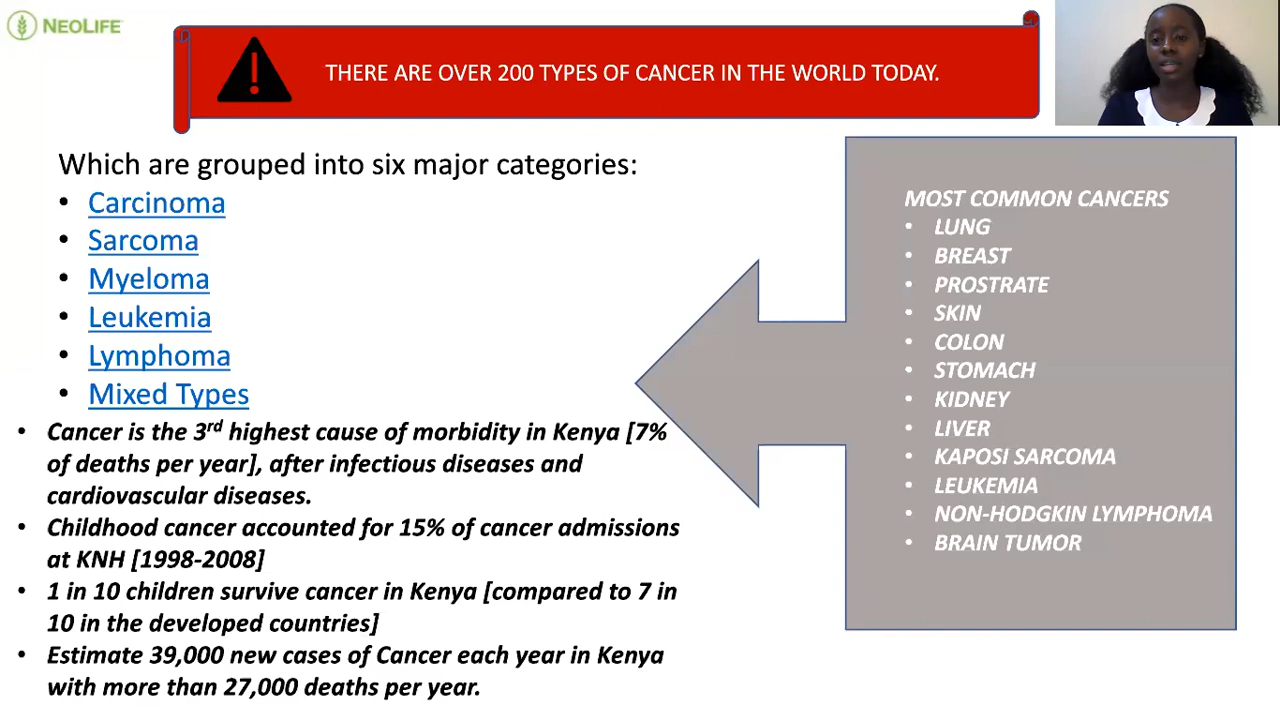 NEOLIFE
THERE ARE OVER 200 TYPES OF CANCER IN THE WORLD TODAY.
Which are grouped into six major categories:
• Carcinoma
• Sarcoma
• Myeloma
• Leukemia
• Lymphoma
• Mixed Types
• Cancer is the 3rd highest cause of morbidity in Kenya [7%
of deaths per year], after infectious diseases and
cardiovascular diseases.
• Childhood cancer accounted for 15% of cancer admissions
at KNH [1998-2008]
• 1 in 10 children survive cancer in Kenya [compared to 7 in
10 in the developed countries]
• Estimate 39,000 new cases of Cancer each year in Kenya
with more than 27,000 deaths per year.
MOST COMMON CANCERS
• LUNG
• BREAST
• PROSTRATE
• SKIN
• COLON
• STOMACH
• KIDNEY
• LIVER
• KAPOSI SARCOMA
• LEUKEMIA
• NON-HODGKIN LYMPHOMA
• BRAIN TUMOR